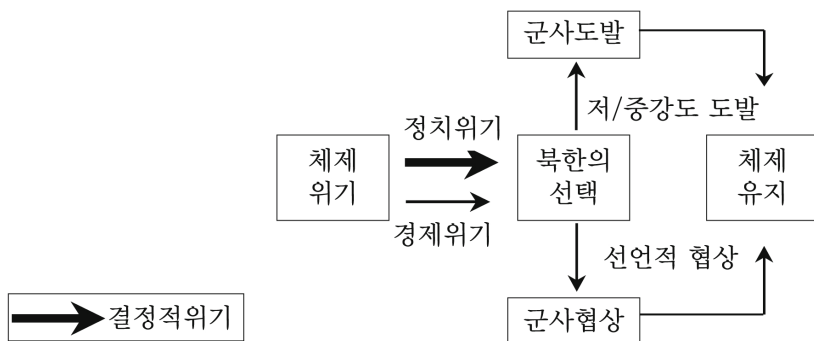 군사도발
저/중강도 도발
정치위기
체제
위기
북한의
선택
체제
유지
경제위기
선언적 협상
결정적위기
군사협상